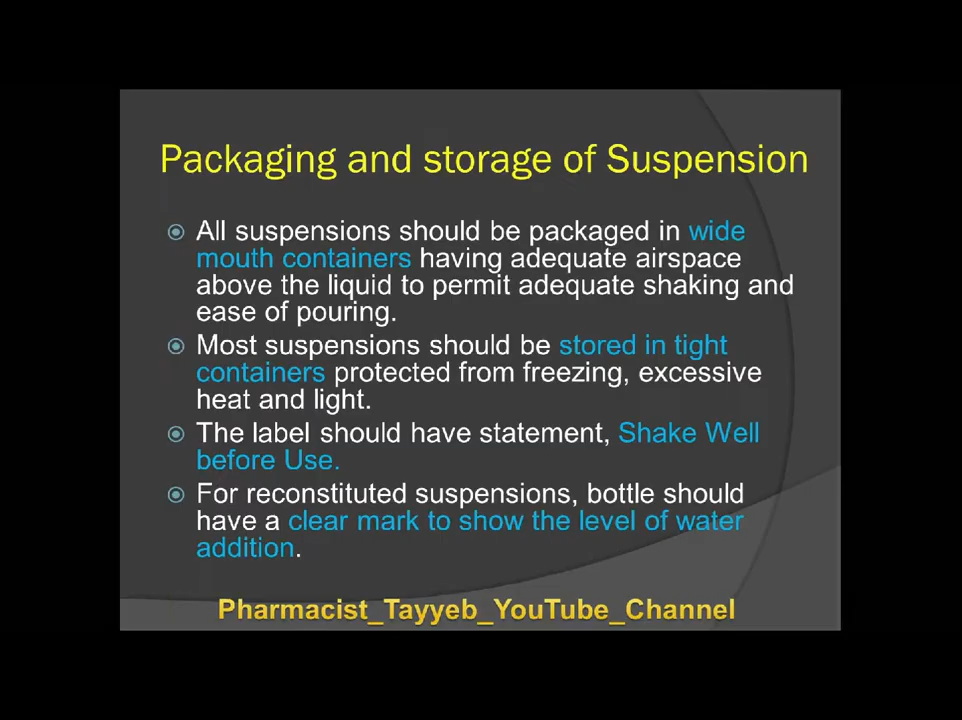 Packaging and storage of Suspension
All suspensions should be packaged in wide
mouth containers having adequate airspace
above the liquid to permit adequate shaking and
ease of pouring.
Most suspensions should be stored in tight
containers protected from freezing, excessive
heat and light.
The label should have statement, Shake Well
before Use.
For reconstituted suspensions, bottle should
have a clear mark to show the level of water
addition.
Pharmacist_Tayyeb_YouTube_Channel